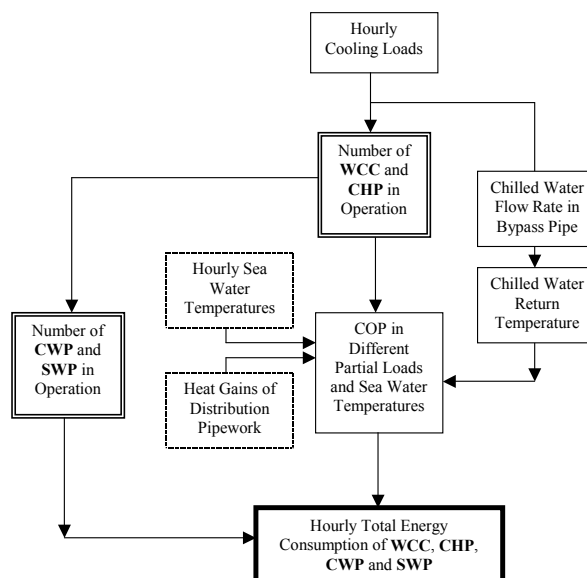 Hourly
Cooling Loads
Number of
WCC and
CHP in
Operation
Chilled Water
Flow Rate in
Bypass Pipe
Hourly Sea
Water
Temperatures
Chilled Water
Return
Temperature
Number of
CWP and
SWP in
Operation
COP in
Different
Partial Loads
and Sea Water
Temperatures
Heat Gains of
Distribution
Pipework
Hourly Total Energy
Consumption of WCC, CHP,
CWP and SWP